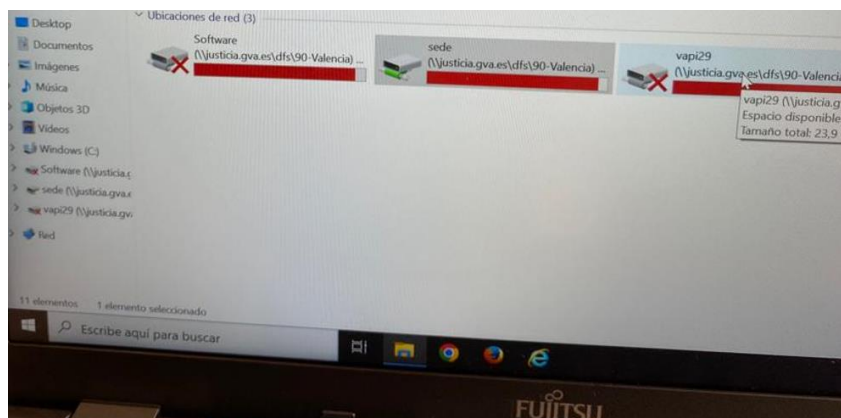 Desktop
Documentos
Imágenes
Música
Objetos 3D
Vídeos
Windows (C:)
Software (\\justicia.g
sede (\\justicia.gva.e
vapi29 (\\justicia.gv
Red
Ubicaciones de red (3)
Software
(\\justicia.gva.es\dfs\90-Valencia) ...
sede
(\\justicia.gva.es\dfs\90-Valencia) ...
vapi29
(\\justicia.gva.es\dfs\90-Valencia
vapi29 (\\justicia.g
Espacio disponible
Tamaño total: 23,9
11 elementos 1 elemento seleccionado
Escribe aquí para buscar
FUJITSU